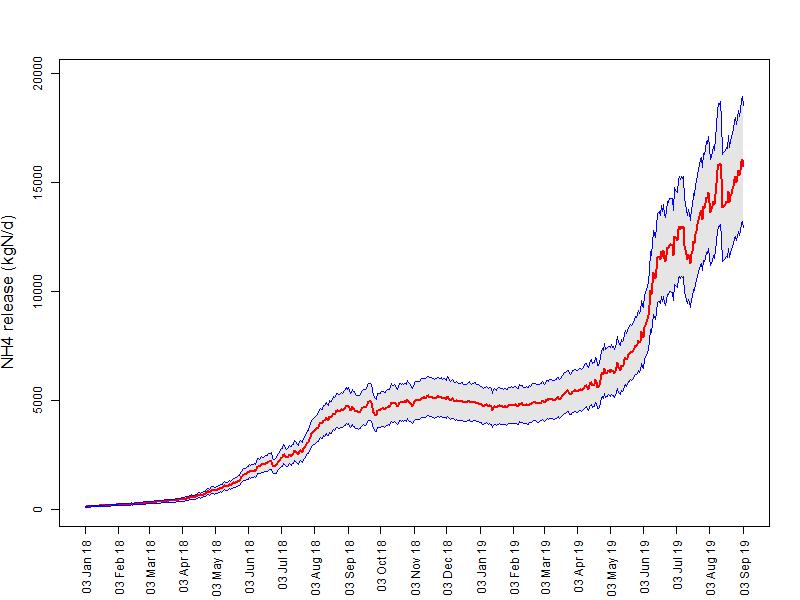 NH4 release (KgN/d)
20000
15000
10000
5000
0
03 Jan 18
03 Feb 18
03 Mar 18
03 Apr 18
03 May 18
03 Jun 18
03 Jul 18
03 Aug 18
03 Sep 18
03 Oct 18
03 Nov 18
03 Dec 18
03 Jan 19
03 Feb 19
03 Mar 19
03 Apr 19
03 May 19
03 Jun 19
03 Jul 19
03 Aug 19
03 Sep 19